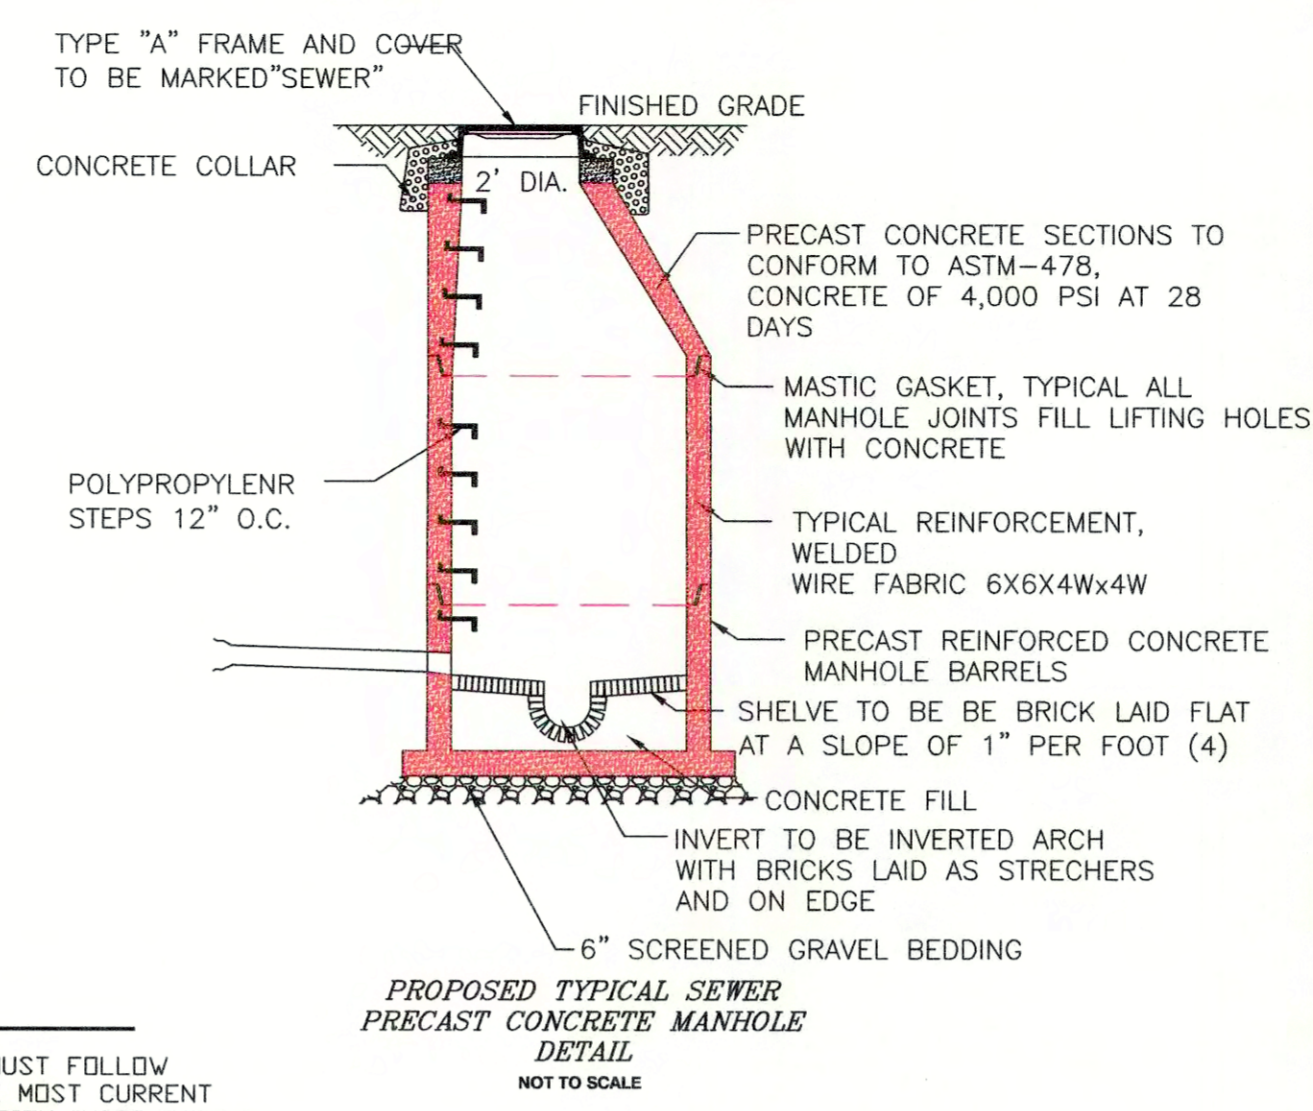 TYPE "A" FRAME AND COVER
TO BE MARKED"SEWER"
FINISHED GRADE
CONCRETE COLLAR
2' DIA.
PRECAST CONCRETE SECTIONS TO
CONFORM TO ASTM-478,
CONCRETE OF 4,000 PSI AT 28
DAYS
MASTIC GASKET, TYPICAL ALL
MANHOLE JOINTS FILL LIFTING HOLES
WITH CONCRETE
POLYPROPYLENR
STEPS 12" O.C.
TYPICAL REINFORCEMENT,
WELDED
WIRE FABRIC 6X6X4Wx4W
PRECAST REINFORCED CONCRETE
MANHOLE BARRELS
SHELVE TO BE BE BRICK LAID FLAT
AT A SLOPE OF 1" PER FOOT (4)
CONCRETE FILL
INVERT TO BE INVERTED ARCH
WITH BRICKS LAID AS STRECHERS
AND ON EDGE
6" SCREENED GRAVEL BEDDING
PROPOSED TYPICAL SEWER
PRECAST CONCRETE MANHOLE
DETAIL
NOT TO SCALE
UST FOLLOW
MOST CURRENT